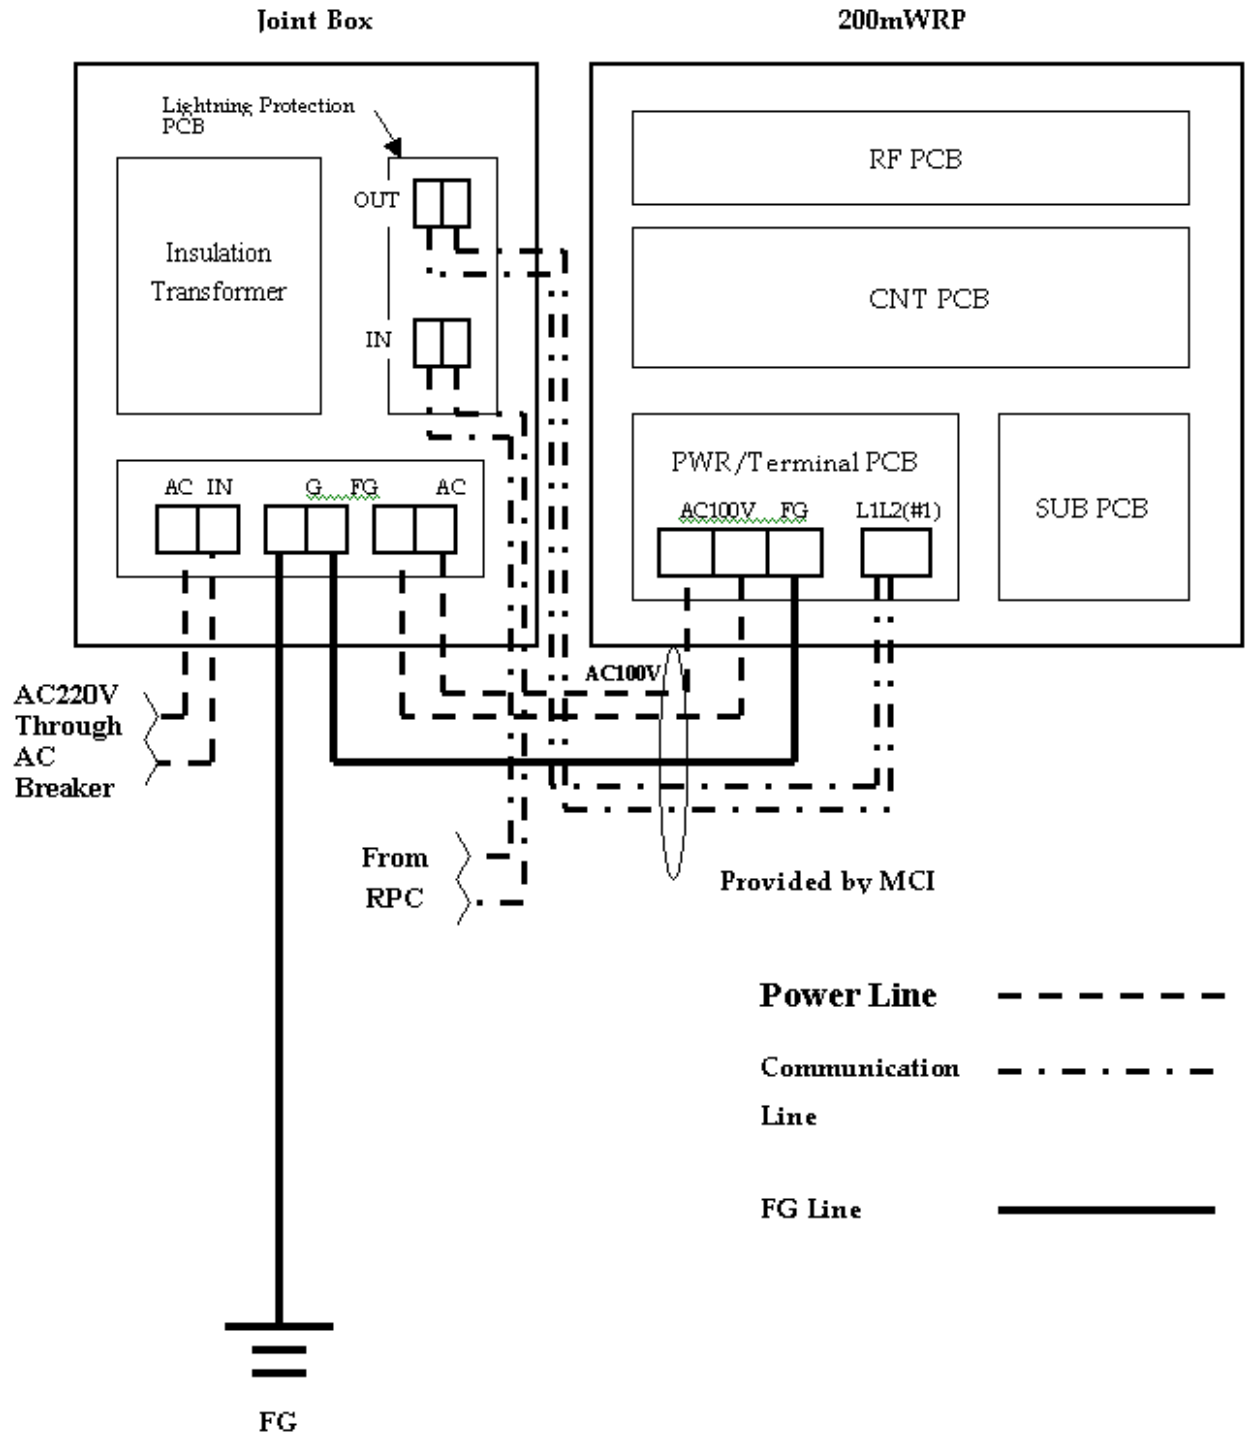 Joint Box
200mWRP
Lightning Protection
PCB
OUT
IN
Insulation
Transformer
AC IN
G FG
AC
RF PCB
CNT PCB
PWR/Terminal PCB
AC100V FG
L1L2(#1)
SUB PCB
AC100V
AC220V
Through
AC
Breaker
From
RPC
Provided by MCI
Power Line
Communication
Line
FG Line
FG